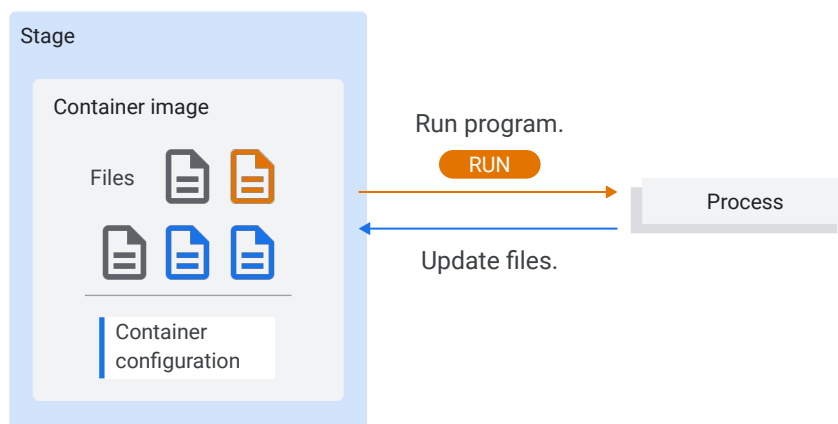 Stage
Container image
Files
Run program.
RUN
Process
Update files.
Container
configuration